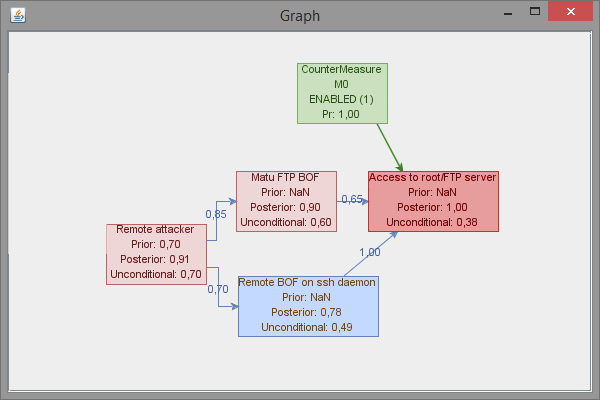 Graph
CounterMeasure
M0
ENABLED (1)
Pr: 1,00
Matu FTP BOF
Prior: NaN
Posterior: 0,90
Unconditional: 0,60
0,65
Access to root/FTP server
Prior: NaN
Posterior: 1,00
Unconditional: 0,38
0,85
Remote attacker
Prior: 0,70
Posterior: 0,91
Unconditional: 0,70
1,00
0,70
Remote BOF on ssh daemon
Prior: NaN
Posterior: 0,78
Unconditional: 0,49